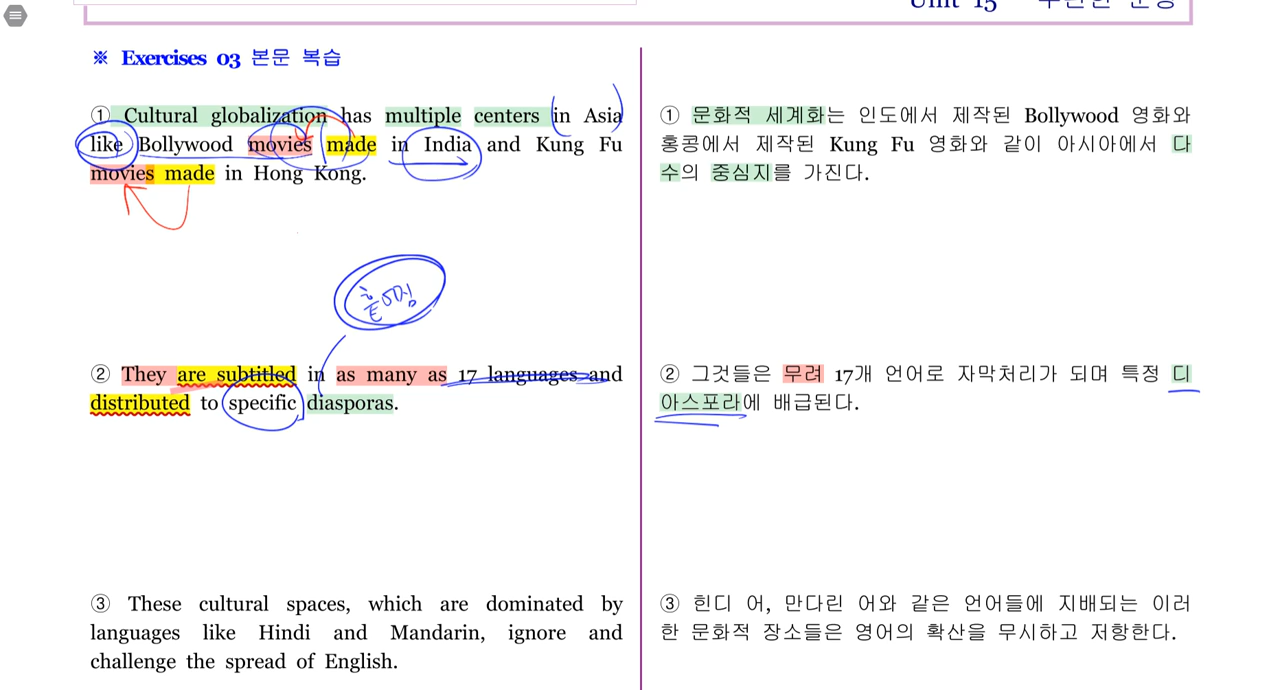 Unit 15
※ Exercises 03 본문 복습
① Cultural globalization has multiple centers in Asia
like Bollywood movies made in India and Kung Fu
movies made in Hong Kong.
② They are subtitled in as many as 17 languages and
distributed to specific diasporas.
③ These cultural spaces, which are dominated by
languages like Hindi and Mandarin, ignore and
challenge the spread of English.
① 문화적 세계화는 인도에서 제작된 Bollywood 영화와
홍콩에서 제작된 Kung Fu 영화와 같이 아시아에서 다
수의 중심지를 가진다.
② 그것들은 무려 17개 언어로 자막처리가 되며 특정 디
아스포라에 배급된다.
③ 힌디 어, 만다린 어와 같은 언어들에 지배되는 이러
한 문화적 장소들은 영어의 확산을 무시하고 저항한다.